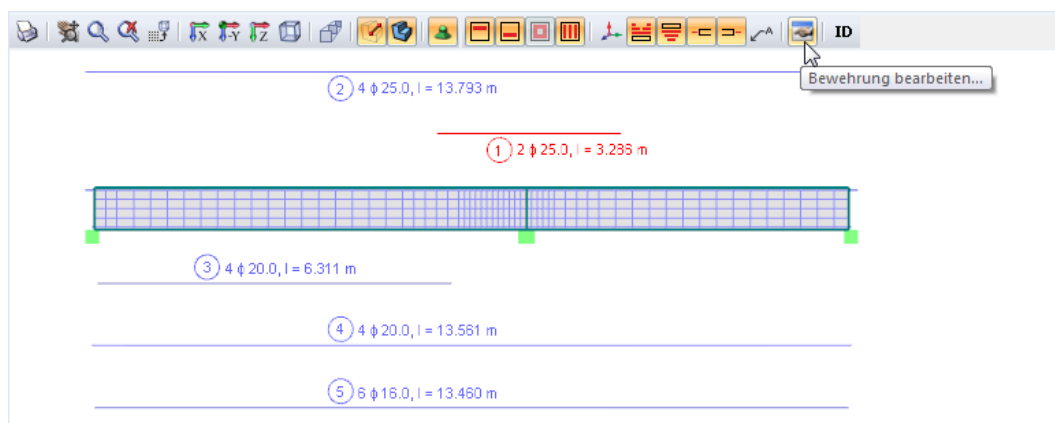 X -Y Z A ID
Bewehrung bearbeiten...
2 4 ϕ 25.0, l = 13.793 m
1 2 ϕ 25.0, l = 3.286 m
3 4 ϕ 20.0, l = 6.311 m
4 4 ϕ 20.0, l = 13.561 m
5 6 ϕ 16.0, l = 13.460 m